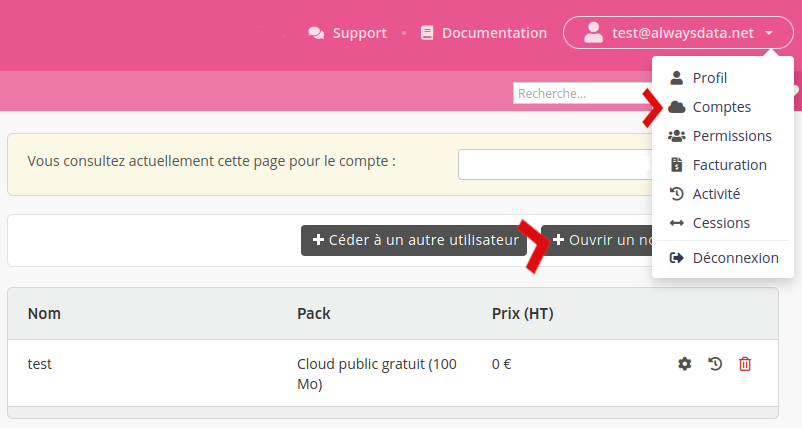 Support
Documentation
test@alwaysdata.net
Recherche...
Profil
Comptes
Permissions
Facturation
Activité
Cessions
Déconnexion
Vous consultez actuellement cette page pour le compte :
Céder à un autre utilisateur
Ouvrir un
Nom Pack Prix (HT)
test Cloud public gratuit (100 0 €
Mo)